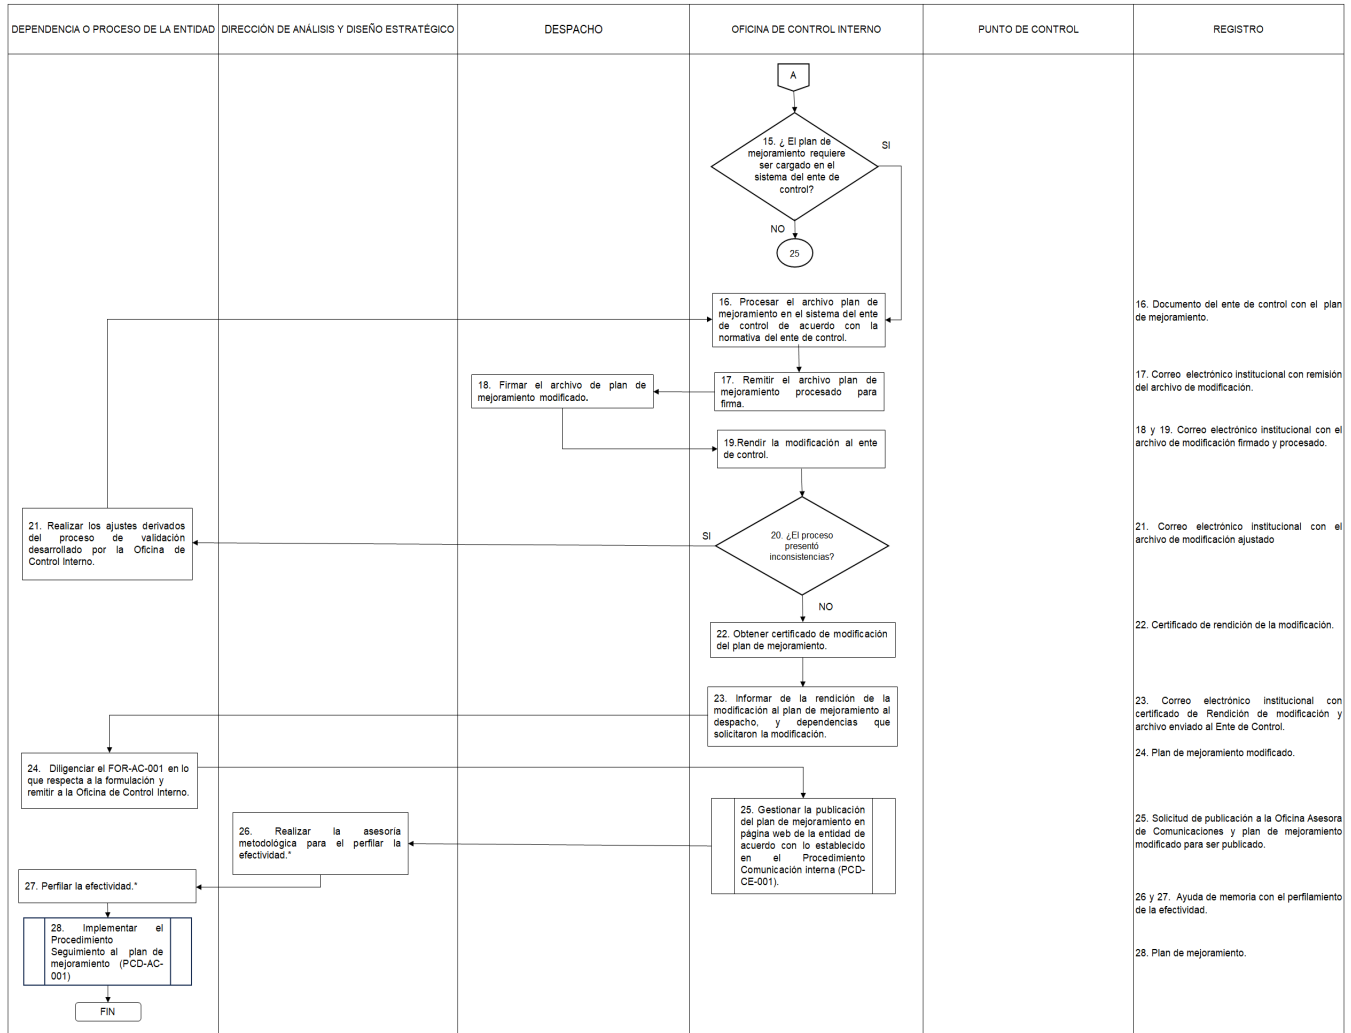 DEPENDENCIA O PROCESO DE LA ENTIDAD
DIRECCIÓN DE ANÁLISIS Y DISEÑO ESTRATÉGICO
DESPACHO
OFICINA DE CONTROL INTERNO
PUNTO DE CONTROL
REGISTRO
A
15. ¿ El plan de
mejoramiento requiere
ser cargado en el
sistema del ente de
control?
SI
NO
25
16. Procesar el archivo plan de
mejoramiento en el sistema del ente
de control de acuerdo con la
normativa del ente de control.
16. Documento del ente de control con el plan
de mejoramiento.
17. Remitir el archivo plan de
mejoramiento procesado para
firma.
17. Correo electrónico institucional con remisión
del archivo de modificación.
18. Firmar el archivo de plan de
mejoramiento modificado.
18 y 19. Correo electrónico institucional con el
archivo de modificación firmado y procesado.
19.Rendir la modificación al ente
de control.
20. ¿El proceso
presentó
inconsistencias?
SI
NO
21. Realizar los ajustes derivados
del proceso de validación
desarrollado por la Oficina de
Control Interno.
21. Correo electrónico institucional con el
archivo de modificación ajustado
22. Obtener certificado de modificación
del plan de mejoramiento.
22. Certificado de rendición de la modificación.
23. Informar de la rendición de la
modificación al plan de mejoramiento al
despacho, y dependencias que
solicitaron la modificación.
23. Correo electrónico institucional con
certificado de Rendición de modificación y
archivo enviado al Ente de Control.
24. Diligenciar el FOR-AC-001 en lo
que respecta a la formulación y
remitir a la Oficina de Control Interno.
24. Plan de mejoramiento modificado.
25. Gestionar la publicación
del plan de mejoramiento en
página web de la entidad de
acuerdo con lo establecido
en el Procedimiento
Comunicación interna (PCD-
CE-001).
25. Solicitud de publicación a la Oficina Asesora
de Comunicaciones y plan de mejoramiento
modificado para ser publicado.
26. Realizar la asesoría
metodológica para el perfilar la
efectividad.*
27. Perfilar la efectividad.*
26 y 27. Ayuda de memoria con el perfilamiento
de la efectividad.
28. Implementar el
Procedimiento
Seguimiento al plan de
mejoramiento (PCD-AC-
001)
28. Plan de mejoramiento.
FIN